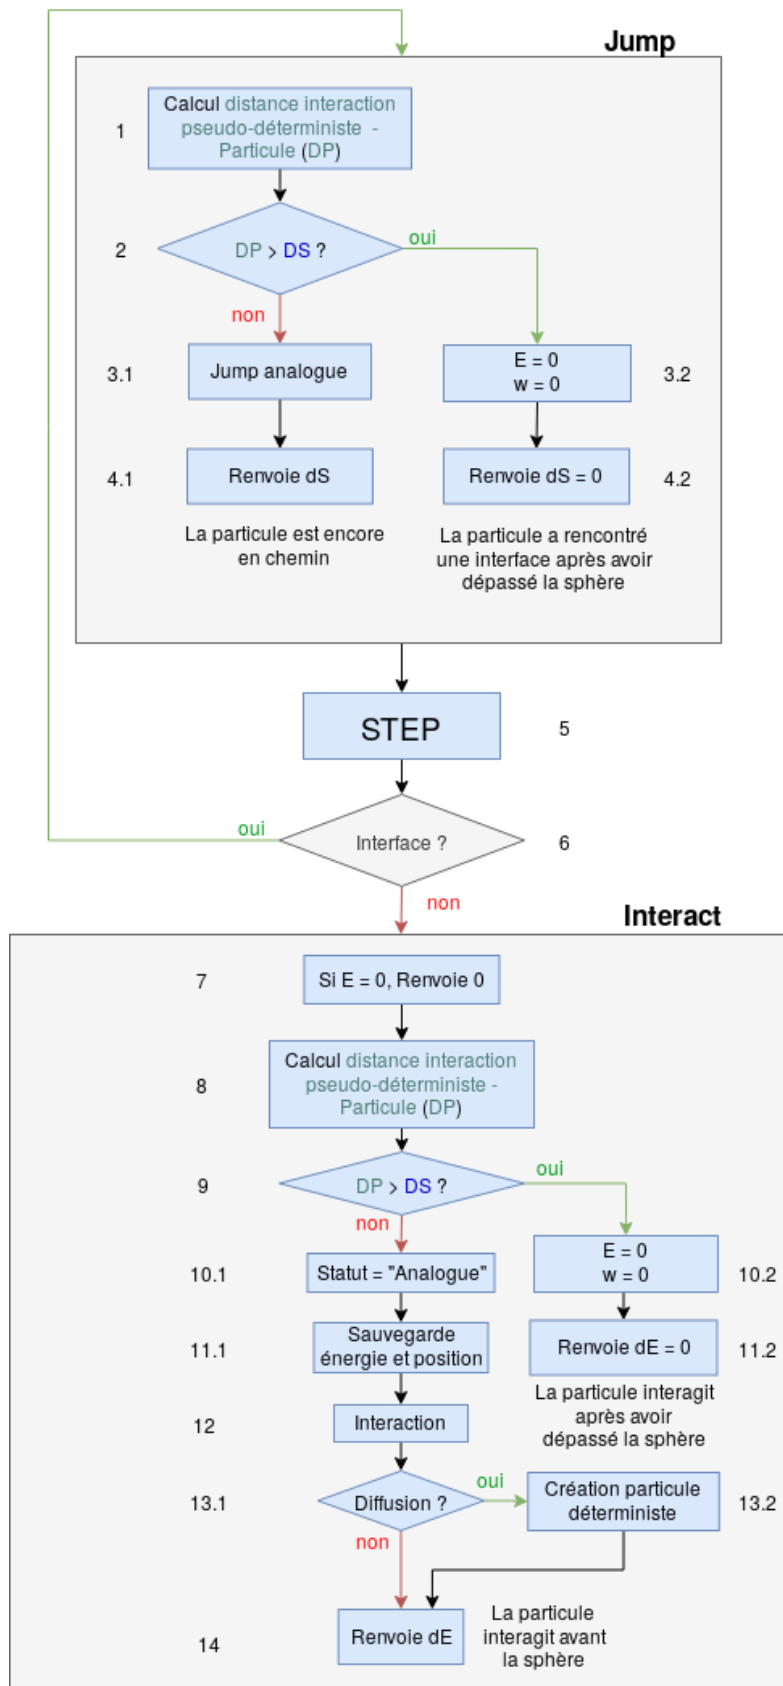 Jump
Calcul distance interaction
pseudo-déterministe -
Particule (DP)
1
DP > DS ?
2
oui
non
Jump analogue
3.1
E = 0
w = 0
3.2
Renvoie dS
4.1
Renvoie dS = 0
4.2
La particule est encore
en chemin
La particule a rencontré
une interface après avoir
dépassé la sphère
STEP
5
oui
Interface ?
6
non
Interact
7
Si E = 0, Renvoie 0
Calcul distance interaction
pseudo-déterministe -
Particule (DP)
8
oui
9
DP > DS ?
non
10.1
Statut = "Analogue"
E = 0
w = 0
10.2
11.1
Sauvegarde
énergie et position
Renvoie dE = 0
11.2
La particule interagit
après avoir
dépassé la sphère
12
Interaction
13.1
Diffusion ?
oui
Création particule
déterministe
13.2
non
14
Renvoie dE
La particule
interagit avant
la sphère